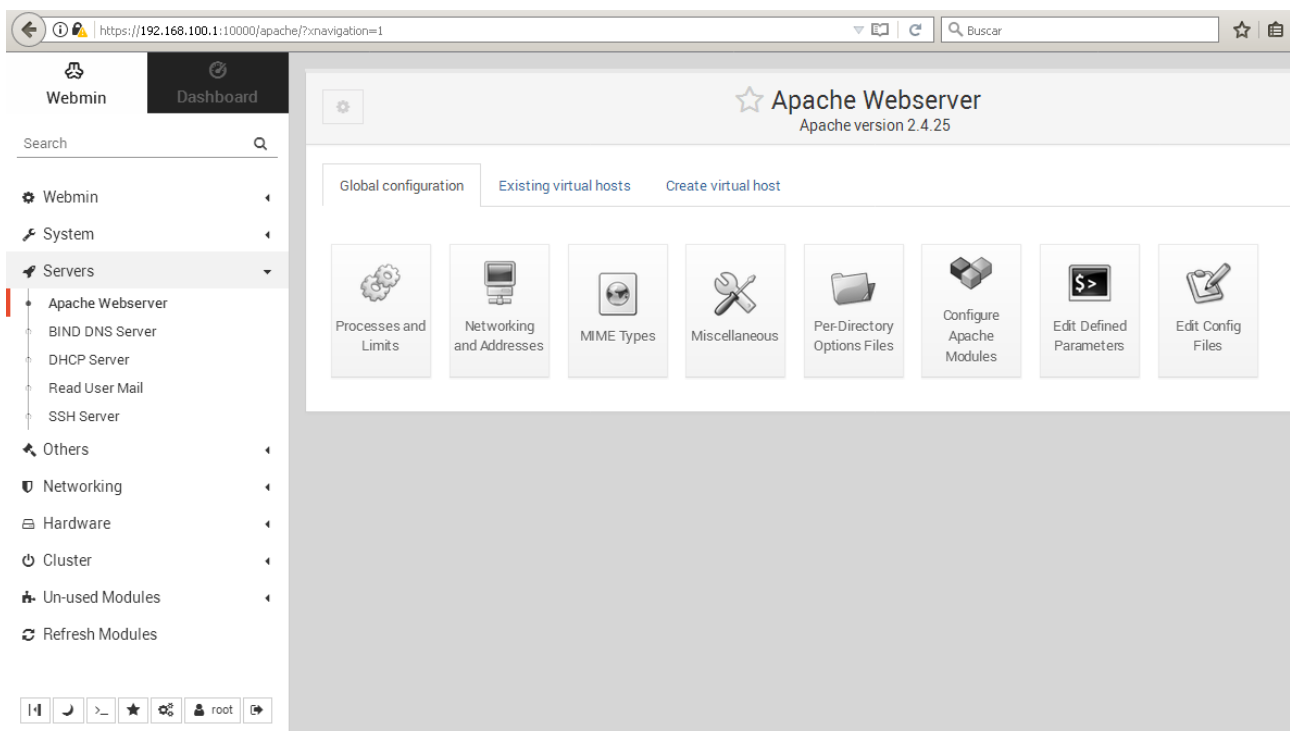 https://192.168.100.1:10000/apache/?xnavigation=1
Buscar
Webmin
Dashboard
Search
Webmin
System
Servers
Apache Webserver
BIND DNS Server
DHCP Server
Read User Mail
SSH Server
Others
Networking
Hardware
Cluster
Un-used Modules
Refresh Modules
>_
root
Apache Webserver
Apache version 2.4.25
Global configuration
Existing virtual hosts
Create virtual host
Processes and
Limits
Networking
and Addresses
MIME Types
Miscellaneous
Per-Directory
Options Files
Configure
Apache
Modules
$>
Edit Defined
Parameters
Edit Config
Files